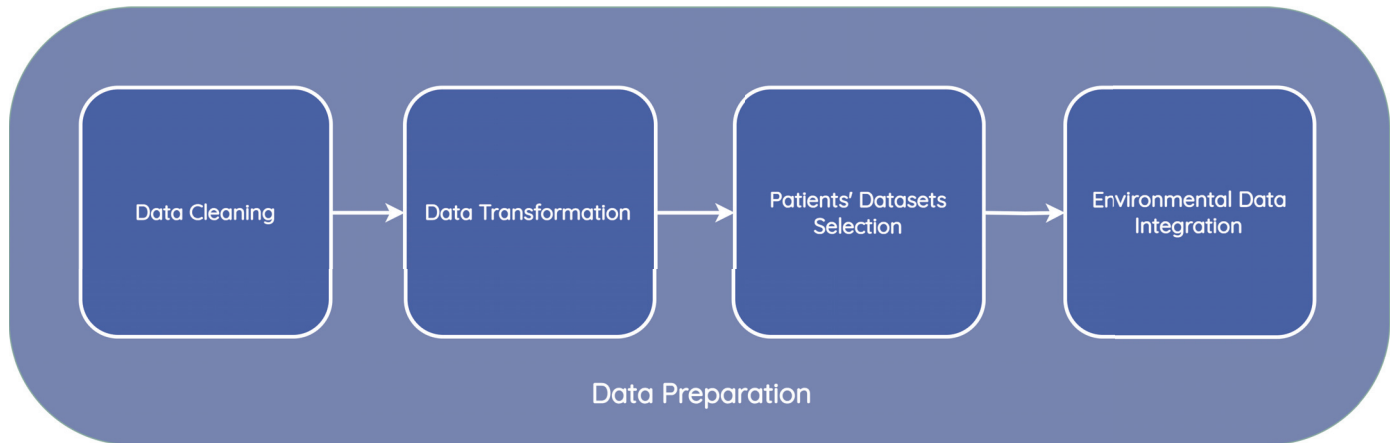 Data Cleaning
Data Transformation
Patients' Datasets
Selection
Environmental Data
Integration
Data Preparation